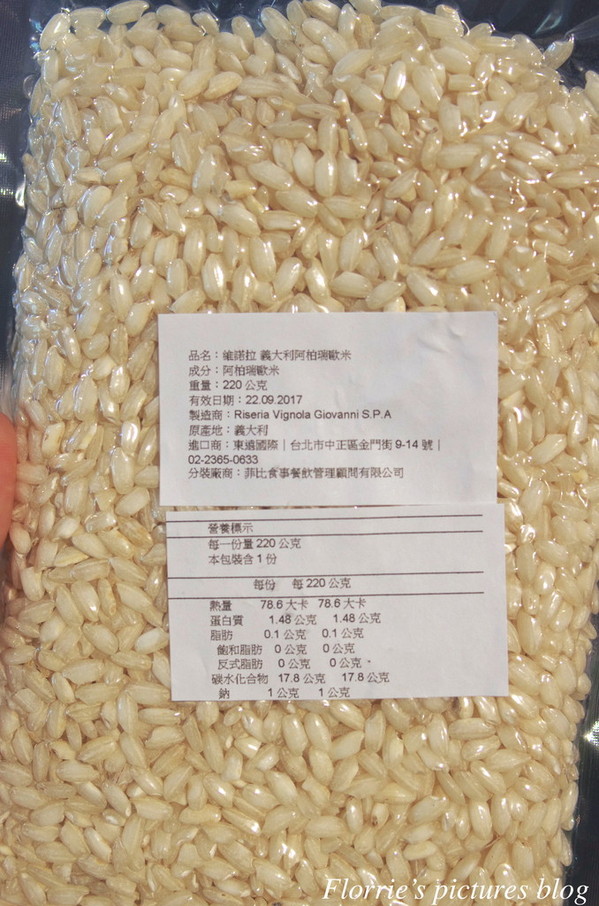 品名：維諾拉 義大利阿柏瑞歐米
成分：阿柏瑞歐米
重量：220 公克
有效日期：22.09.2017
製造商：Riseria Vignola Giovanni S.P.A
原產地：義大利
進口商：東遠國際｜台北市中正區金門街 9-14 號｜
02-2365-0633
分裝廠商：菲比食事餐飲管理顧問有限公司
營養標示
每一份量 220 公克
本包裝含 1 份
每份 每 220 公克
熱量 78.6 大卡 78.6 大卡
蛋白質 1.48 公克 1.48 公克
脂肪 0.1 公克 0.1 公克
飽和脂肪 0 公克 0 公克
反式脂肪 0 公克 0 公克
碳水化合物 17.8 公克 17.8 公克
鈉 1 公克 1 公克
Florrie's pictures blog